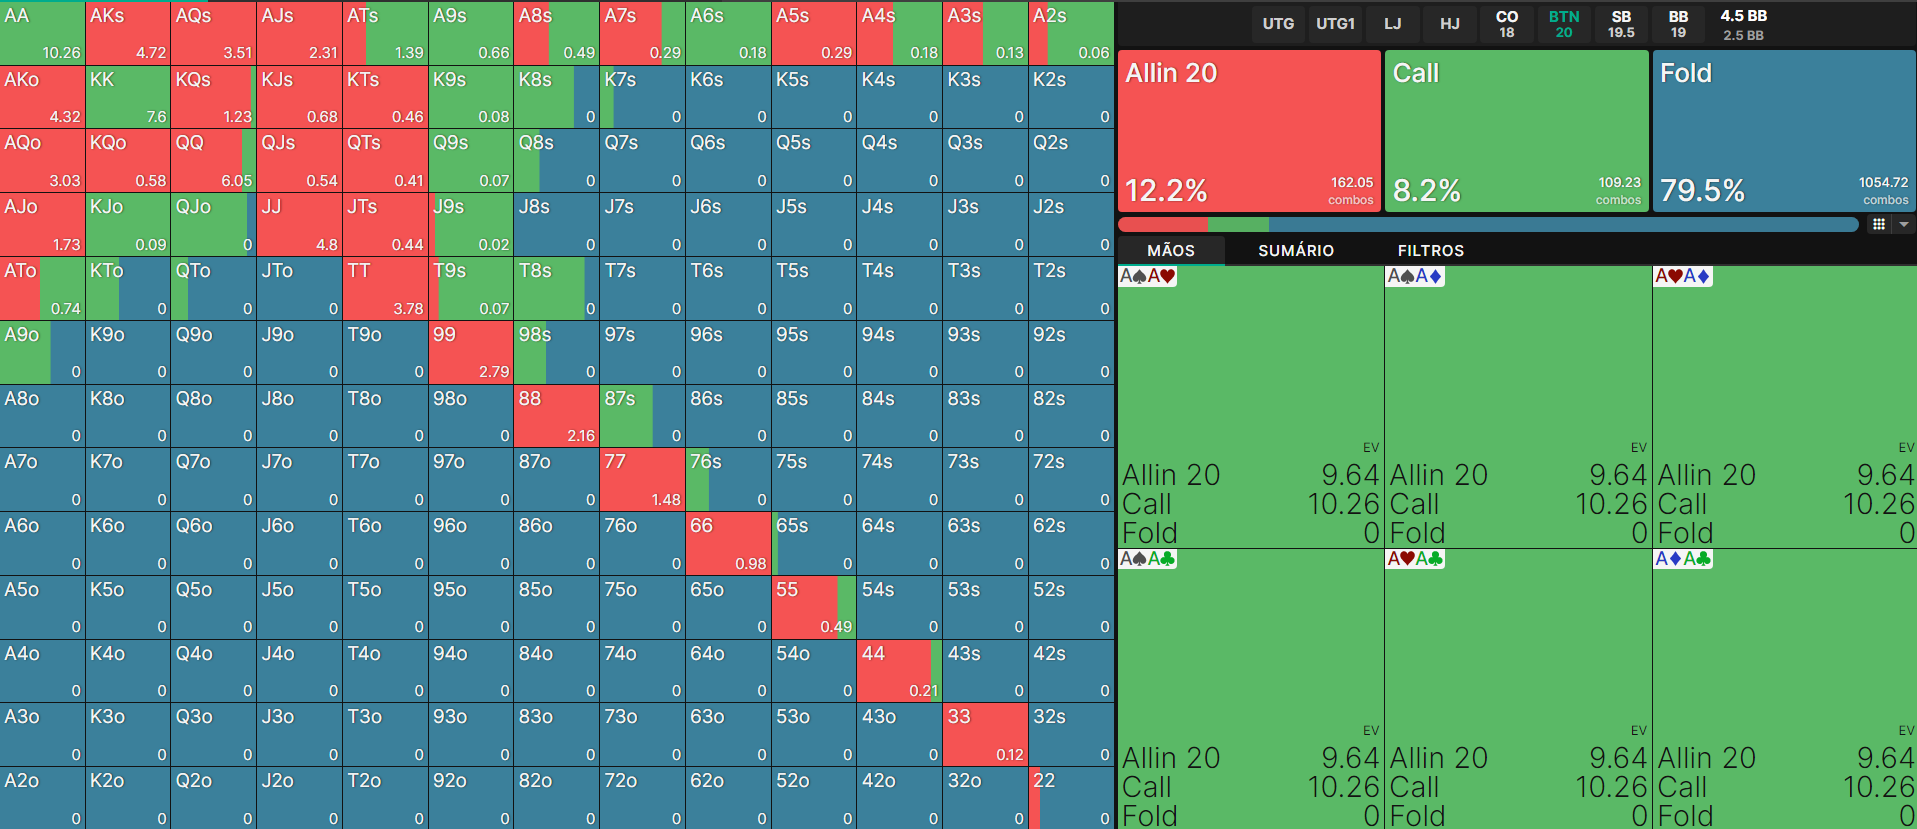 AA AKs AQs AJs ATs A9s A8s A7s A6s A5s A4s A3s A2s
10.26 4.72 3.51 2.31 1.39 0.66 0.49 0.29 0.18 0.29 0.18 0.13 0.06
AKo KK KQs KJs KTs K9s K8s K7s K6s K5s K4s K3s K2s
4.32 7.6 1.23 0.68 0.46 0.08 0 0 0 0 0 0 0
AQo KQo QQ QJs QTs Q9s Q8s Q7s Q6s Q5s Q4s Q3s Q2s
3.03 0.58 6.05 0.54 0.41 0.07 0 0 0 0 0 0 0
AJo KJo QJo JJ JTs J9s J8s J7s J6s J5s J4s J3s J2s
1.73 0.09 0 4.8 0.44 0.02 0 0 0 0 0 0 0
ATo KTo QTo JTo TT T9s T8s T7s T6s T5s T4s T3s T2s
0.74 0 0 0 3.78 0.07 0 0 0 0 0 0 0
A9o K9o Q9o J9o T9o 99 98s 97s 96s 95s 94s 93s 92s
0 0 0 0 0 2.79 0 0 0 0 0 0 0
A8o K8o Q8o J8o T8o 98o 88 87s 86s 85s 84s 83s 82s
0 0 0 0 0 0 2.16 0 0 0 0 0 0
A7o K7o Q7o J7o T7o 97o 87o 77 76s 75s 74s 73s 72s
0 0 0 0 0 0 0 1.48 0 0 0 0 0
A6o K6o Q6o J6o T6o 96o 86o 76o 66 65s 64s 63s 62s
0 0 0 0 0 0 0 0 0.98 0 0 0 0
A5o K5o Q5o J5o T5o 95o 85o 75o 65o 55 54s 53s 52s
0 0 0 0 0 0 0 0 0 0.49 0 0 0
A4o K4o Q4o J4o T4o 94o 84o 74o 64o 54o 44 43s 42s
0 0 0 0 0 0 0 0 0 0 0.21 0 0
A3o K3o Q3o J3o T3o 93o 83o 73o 63o 53o 43o 33 32s
0 0 0 0 0 0 0 0 0 0 0 0.12 0
A2o K2o Q2o J2o T2o 92o 82o 72o 62o 52o 42o 32o 22
0 0 0 0 0 0 0 0 0 0 0 0 0
UTG UTG1 LJ HJ CO BTN SB BB 4.5 BB
18 20 19.5 19 2.5 BB
Allin 20 Call Fold
12.2% 162.05 combos 8.2% 109.23 combos 79.5% 1054.72 combos
MÃOS SUMÁRIO FILTROS
A♠A♥ A♠A♦ A♥A♦
EV EV EV
Allin 20 9.64 Allin 20 9.64 Allin 20 9.64
Call 10.26 Call 10.26 Call 10.26
Fold 0 Fold 0 Fold 0
A♠A♣ A♥A♣ A♦A♣
EV EV EV
Allin 20 9.64 Allin 20 9.64 Allin 20 9.64
Call 10.26 Call 10.26 Call 10.26
Fold 0 Fold 0 Fold 0